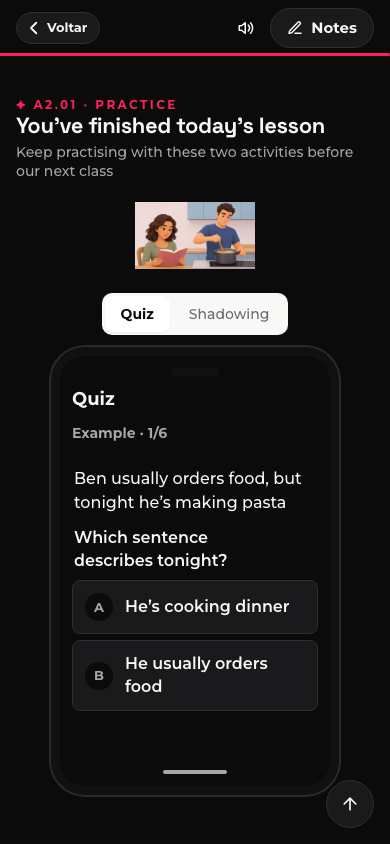 Voltar
Notes
A2.01 · PRACTICE
You've finished today's lesson
Keep practising with these two activities before
our next class
Quiz
Shadowing
Quiz
Example · 1/6
Ben usually orders food, but
tonight he's making pasta
Which sentence
describes tonight?
A
He's cooking dinner
B
He usually orders
food